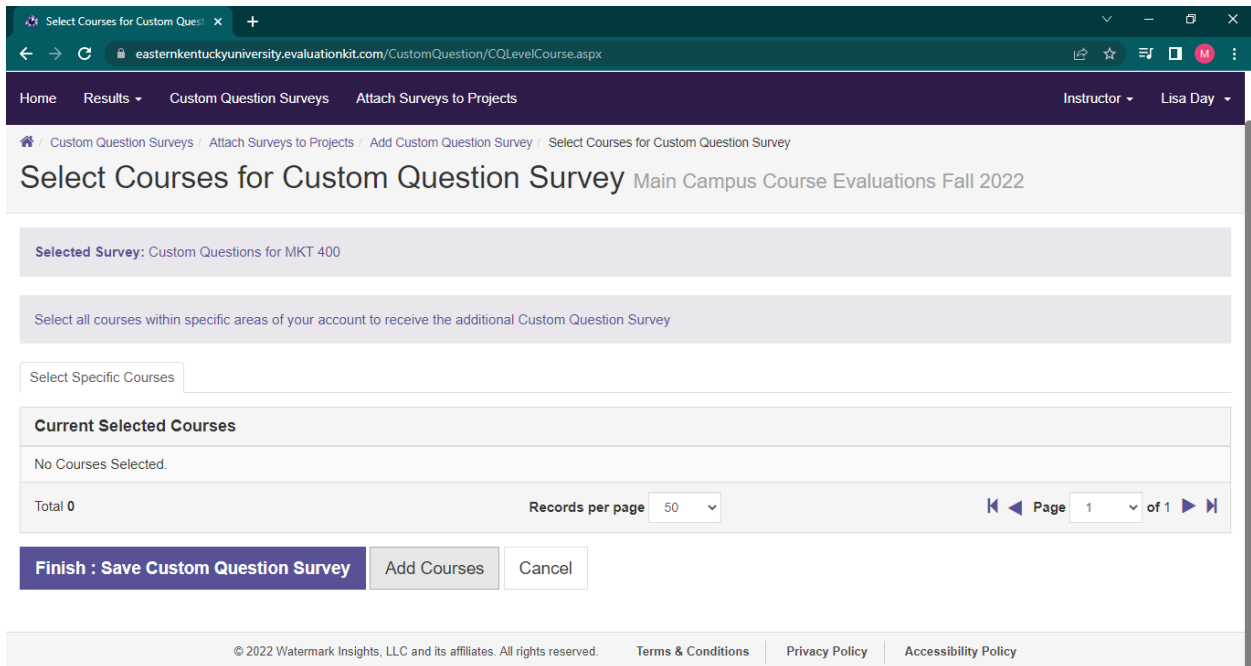 Select Courses for Custom Quest
easternkentuckyuniversity.evaluationkit.com/CustomQuestion/CQLevelCourse.aspx
M
Home Results Custom Question Surveys Attach Surveys to Projects Instructor Lisa Day
/ Custom Question Surveys / Attach Surveys to Projects / Add Custom Question Survey / Select Courses for Custom Question Survey
Select Courses for Custom Question Survey Main Campus Course Evaluations Fall 2022
Selected Survey: Custom Questions for MKT 400
Select all courses within specific areas of your account to receive the additional Custom Question Survey
Select Specific Courses
Current Selected Courses
No Courses Selected.
Total 0 Records per page 50 Page 1 of 1
Finish : Save Custom Question Survey Add Courses Cancel
© 2022 Watermark Insights, LLC and its affiliates. All rights reserved. Terms & Conditions Privacy Policy Accessibility Policy